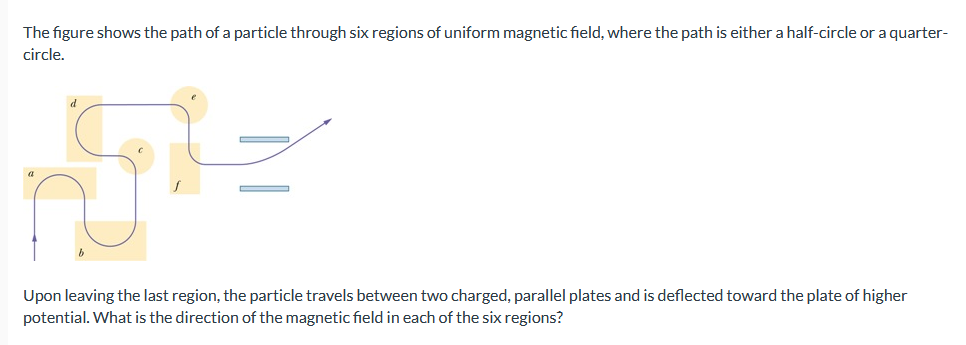 The figure shows the path of a particle through six regions of uniform magnetic field, where the path is either a half-circle or a quarter-
circle.
d
e
c
a
f
b
Upon leaving the last region, the particle travels between two charged, parallel plates and is deflected toward the plate of higher
potential. What is the direction of the magnetic field in each of the six regions?